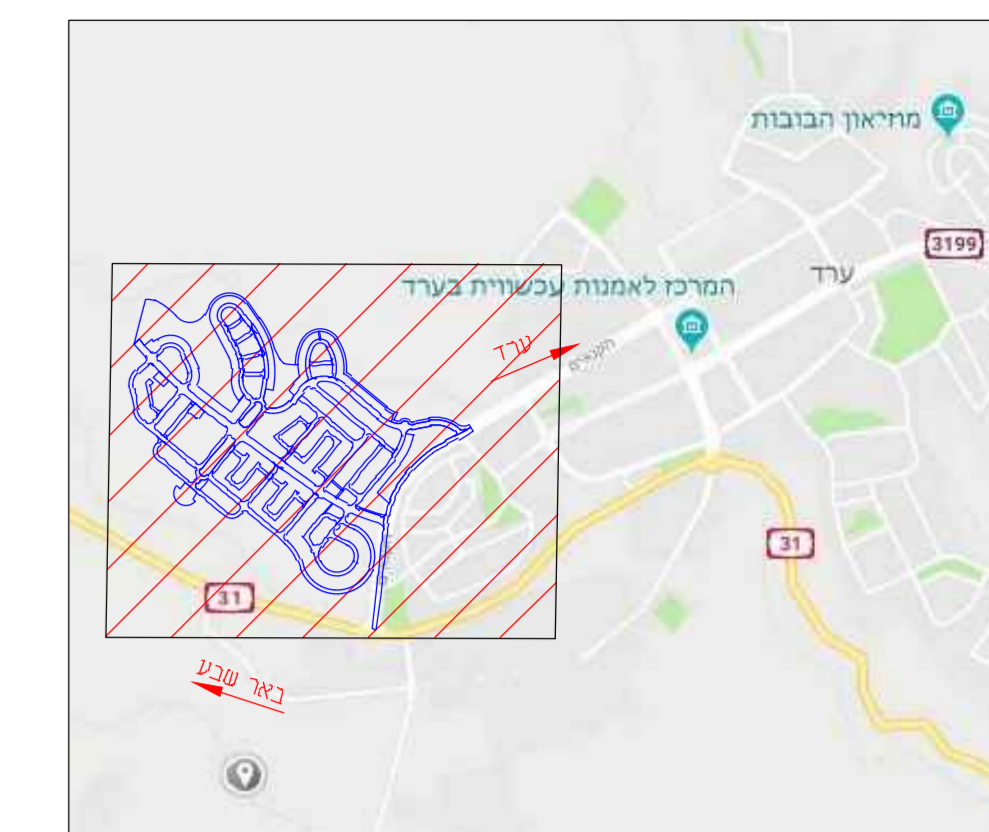 מוזיאון הבובות
3199
ערד
המרכז לאמנות עכשווית בערד
ערד
31
31
באר שבע